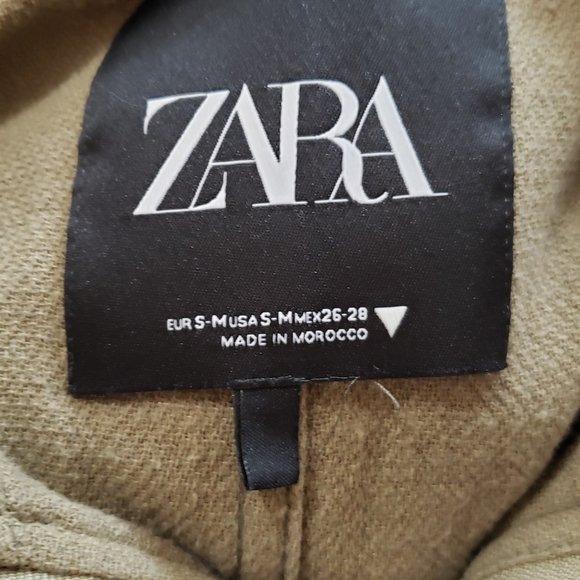 ZARA
EUR S-M USA S-M MEX 26-28
MADE IN MOROCCO